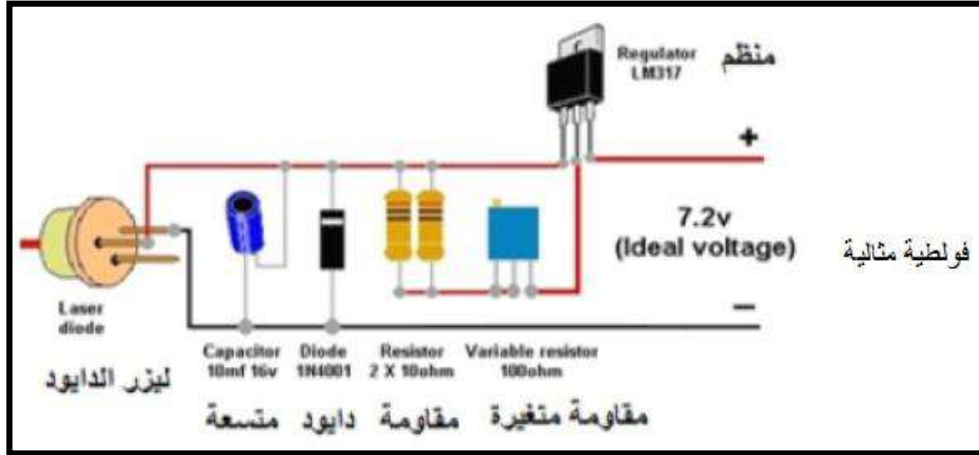 Regulator
LM317
منظم
+
7.2v
(Ideal voltage)
فولطية مثالية
–
Laser
diode
ليزر الدايود
Capacitor
10mf 16v
متسعة
Diode
1N4001
دايود
Resistor
2 X 10ohm
مقاومة
Variable resistor
100ohm
مقاومة متغيرة